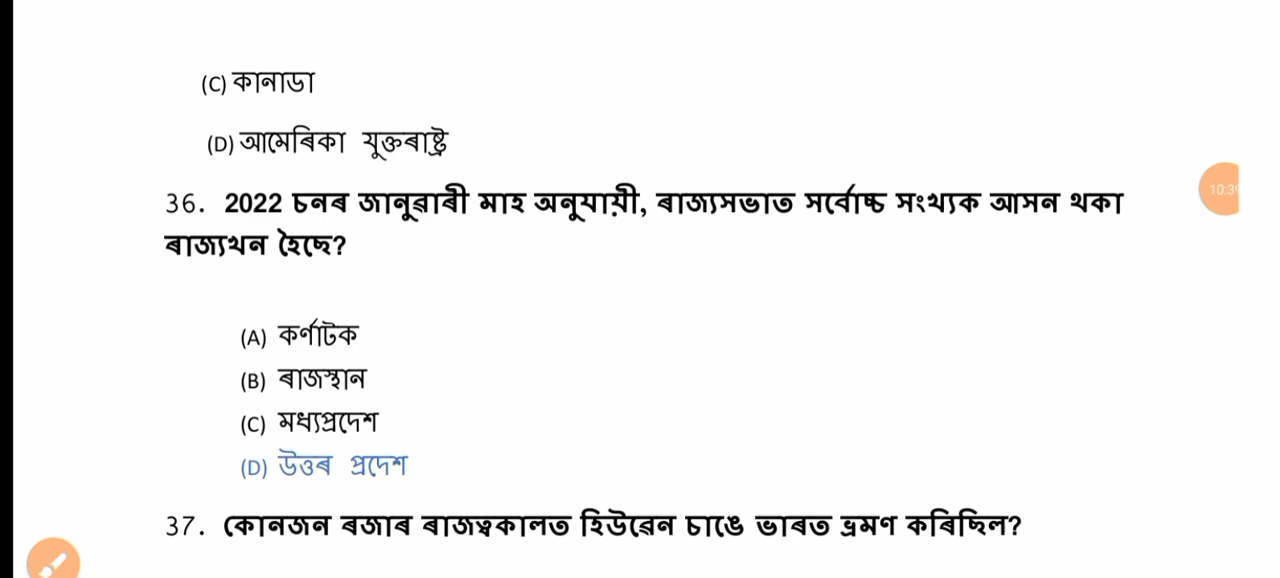 (C) কানাডা
(D) আমেৰিকা যুক্তৰাষ্ট্ৰ
36. 2022 চনৰ জানুৱাৰী মাহ অনুযায়ী, ৰাজ্যসভাত সৰ্বোচ্চ সংখ্যক আসন থকা
ৰাজ্যখন হৈছে?
(A) কৰ্ণাটক
(B) ৰাজস্থান
(C) মধ্যপ্ৰদেশ
(D) উত্তৰ প্ৰদেশ
37. কোনজন ৰজাৰ ৰাজত্বকালত হিউৱেন চাঙে ভাৰত ভ্ৰমণ কৰিছিল?